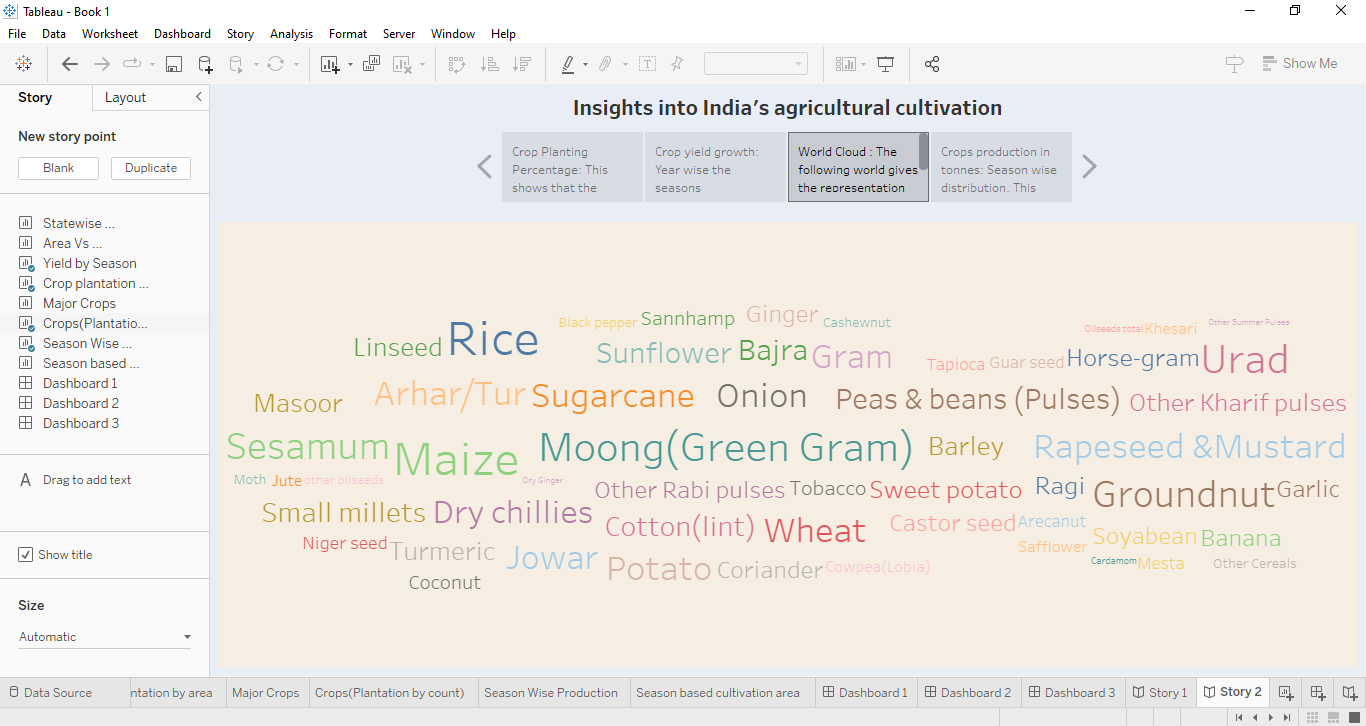 Tableau - Book 1
File Data Worksheet Dashboard Story Analysis Format Server Window Help
Show Me
Story Layout
New story point
Blank Duplicate
Statewise ...
Area Vs ...
Yield by Season
Crop plantation ...
Major Crops
Crops(Plantatio...
Season Wise ...
Season based ...
Dashboard 1
Dashboard 2
Dashboard 3
A Drag to add text
Show title
Size
Automatic
Insights into India's agricultural cultivation
Crop Planting
Percentage: This
shows that the
Crop yield growth:
Year wise the
seasons
World Cloud : The
following world gives
the representation
Crops production in
tonnes: Season wise
distribution. This
Black pepper Sannhamp Ginger Cashewnut Oilseeds total Khesari Other Summer Pulses
Linseed Rice Sunflower Bajra Gram Tapioca Guar seed Horse-gram Urad
Masoor Arhar/Tur Sugarcane Onion Peas & beans (Pulses) Other Kharif pulses
Sesamum Maize Moong(Green Gram) Barley Rapeseed &Mustard
Moth Jute other oilseeds Dry Ginger Other Rabi pulses Tobacco Sweet potato Ragi Groundnut Garlic
Small millets Dry chillies Cotton(lint) Wheat Castor seed Arecanut Soyabean Banana
Niger seed Turmeric Jowar Potato Coriander Cowpea(Lobia) Safflower Cardamom Mesta Other Cereals
Coconut
Data Source ntation by area Major Crops Crops(Plantation by count) Season Wise Production Season based cultivation area Dashboard 1 Dashboard 2 Dashboard 3 Story 1 Story 2